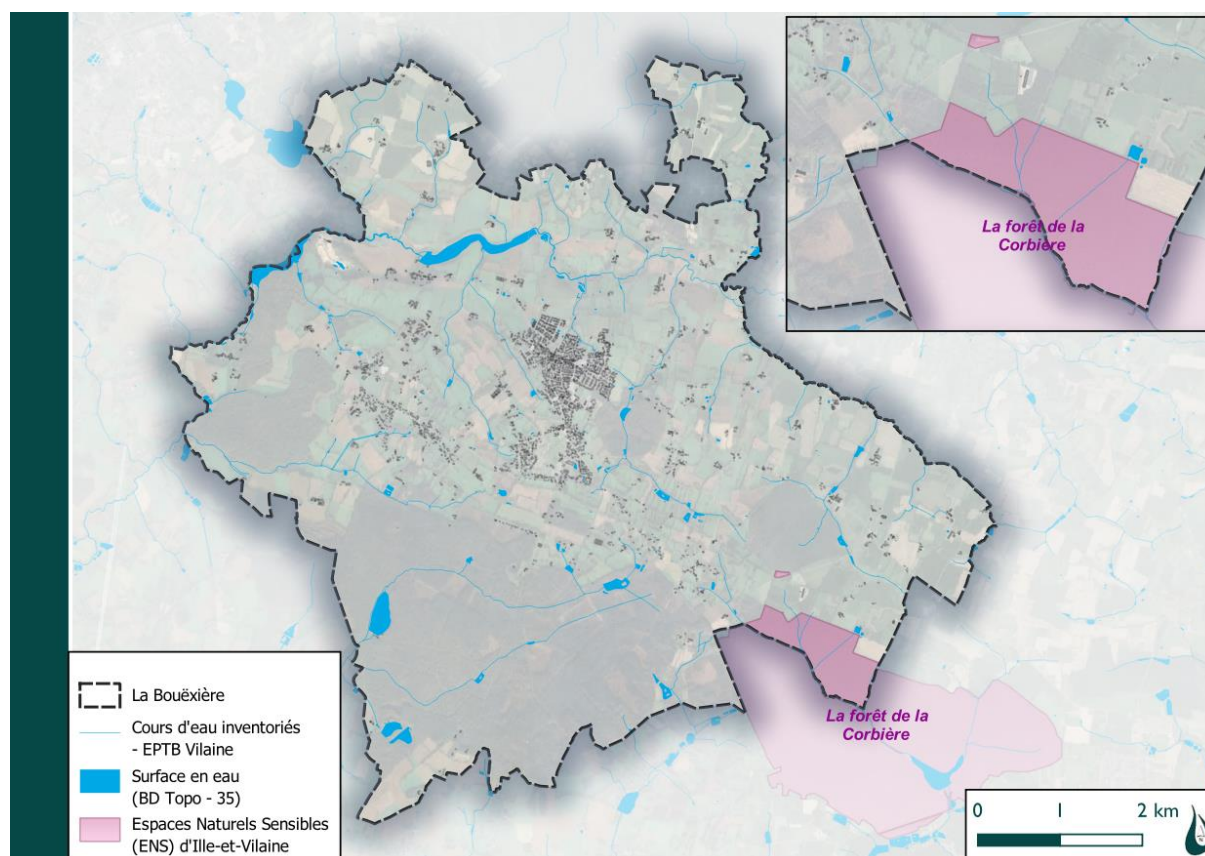 La forêt de la
Corbière
La forêt de la
Corbière
La Bouëxière
Cours d'eau inventoriés
- EPTB Vilaine
Surface en eau
(BD Topo - 35)
Espaces Naturels Sensibles
(ENS) d'Ille-et-Vilaine
0 1 2 km